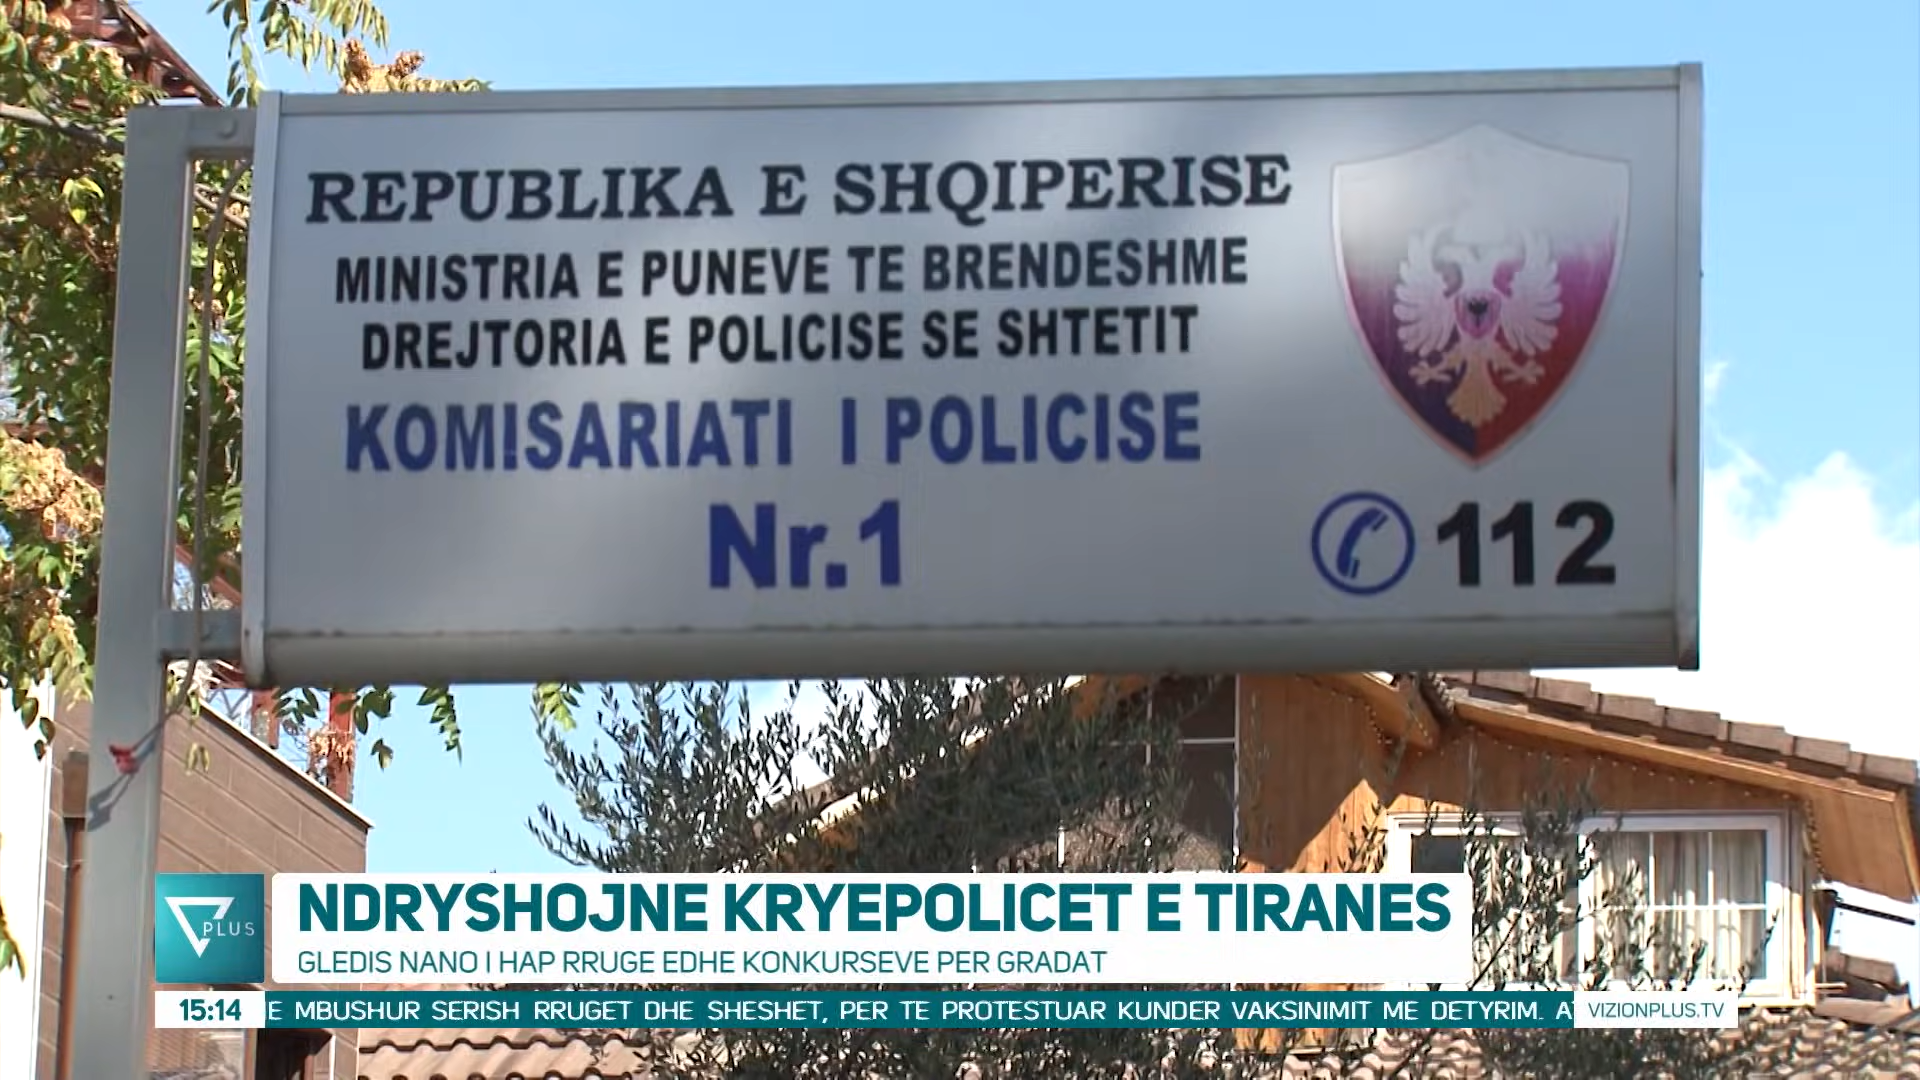 REPUBLIKA E SHQIPERISE
MINISTRIA E PUNEVE TE BRENDESHME
DREJTORIA E POLICISE SE SHTETIT
KOMISARIATI I POLICISE
Nr.1
112
PLUS
NDRYSHOJNE KRYEPOLICET E TIRANES
GLEDIS NANO I HAP RRUGE EDHE KONKURSEVE PER GRADAT
15:14 MBUSHUR SERISH RRUGET DHE SHESHET, PER TE PROTESTUAR KUNDER VAKSINIMIT ME DETYRIM. VIZIONPLUS.TV